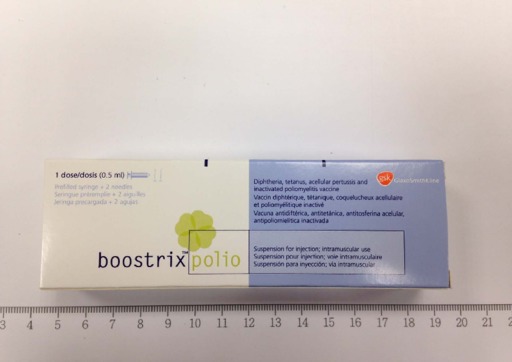 1 dose/dosis (0.5 ml)
Prefilled syringe + 2 needles
Seringue préremplie + 2 aiguilles
Jeringa precargada + 2 agujas
boostrix™ polio
Diphtheria, tetanus, acellular pertussis and
inactivated poliomyelitis vaccine
Vaccin diphtérique, tétanique, coquelucheux acellulaire
et poliomyélitique inactivé
Vacuna antidiftérica, antitetánica, antitosferina acelular,
antipoliomielítica inactivada
gsk GlaxoSmithKline
Suspension for injection; intramuscular use
Suspension pour injection; voie intramusculaire
Suspensión para inyección; vía intramuscular
3 4 5 6 7 8 9 10 11 12 13 14 15 16 17 18 19 20 21